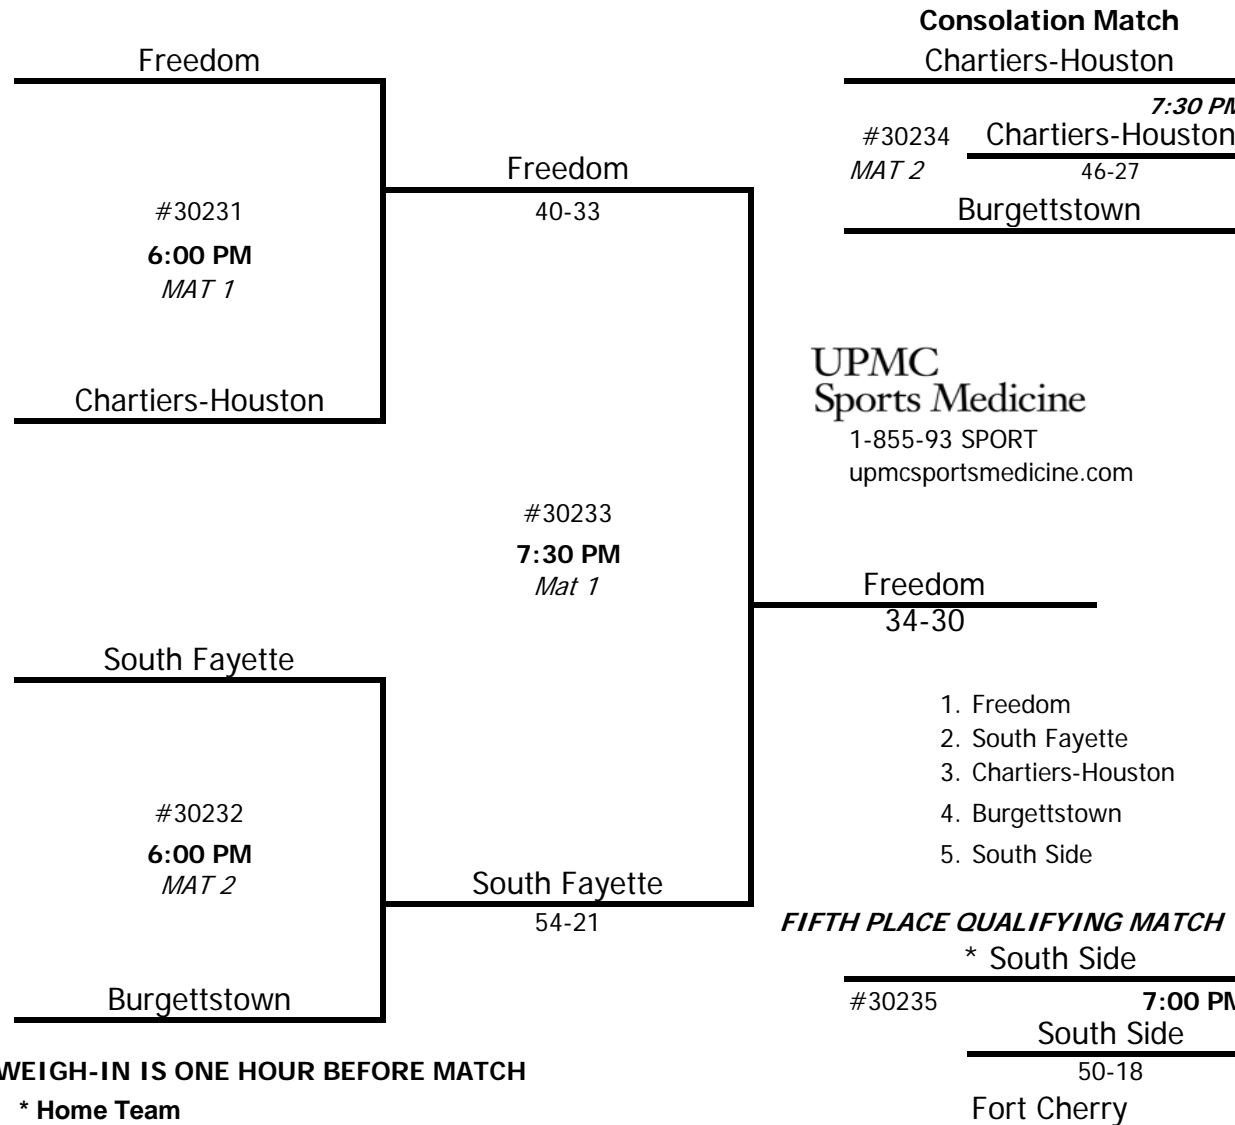 Consolation Match
Freedom
Chartiers-Houston
7:30 PM
#30234 Chartiers-Houston
Freedom
MAT 2 46-27
#30231
40-33
Burgettstown
6:00 PM
MAT 1
UPMC
Sports Medicine
Chartiers-Houston
1-855-93 SPORT
upmcsportsmedicine.com
#30233
7:30 PM
Mat 1
Freedom
34-30
South Fayette
1. Freedom
2. South Fayette
3. Chartiers-Houston
#30232
4. Burgettstown
6:00 PM
5. South Side
MAT 2
South Fayette
54-21
FIFTH PLACE QUALIFYING MATCH
* South Side
Burgettstown
#30235 7:00 PM
South Side
WEIGH-IN IS ONE HOUR BEFORE MATCH
50-18
* Home Team
Fort Cherry